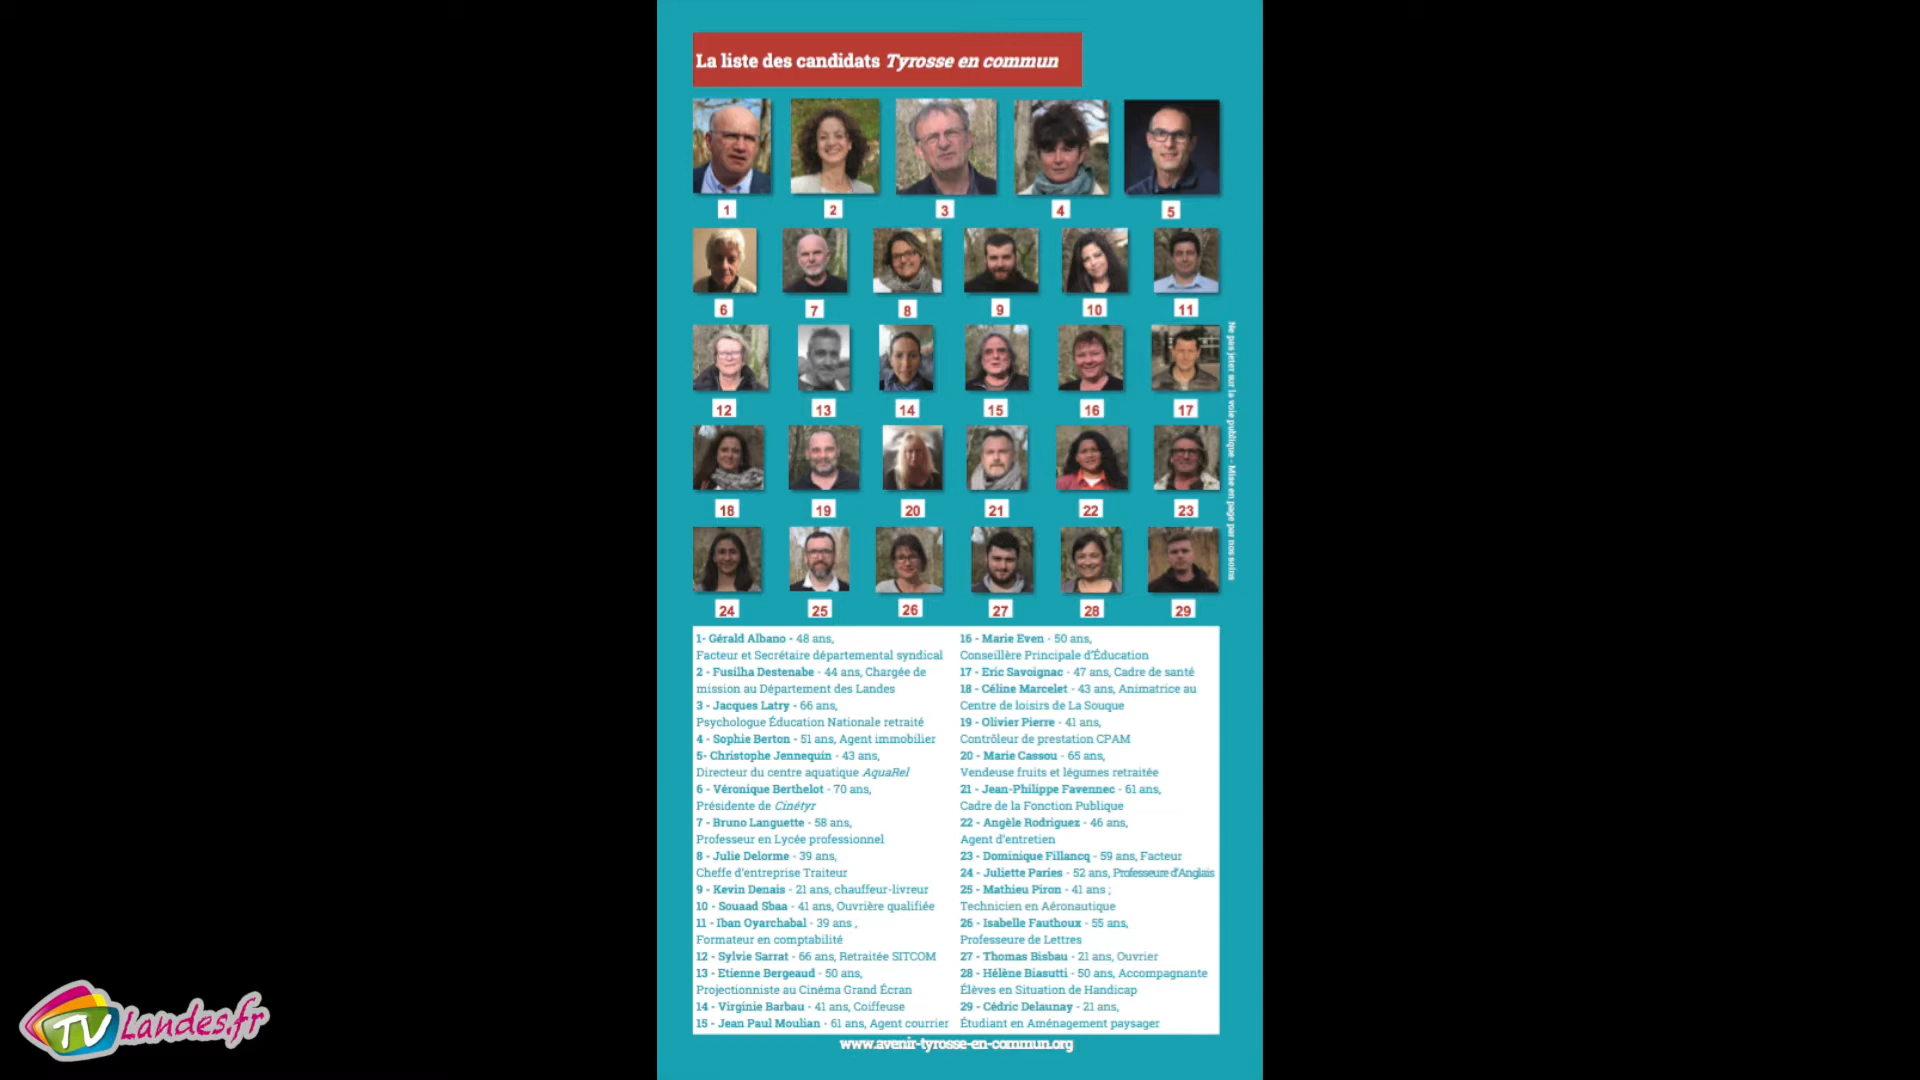 La liste des candidats Tyrosse en commun
1
2
3
4
5
6
7
8
9
10
11
12
13
14
15
16
17
18
19
20
21
22
23
24
25
26
27
28
29
Ne pas jeter sur la voie publique - Mise en page par nos soins
1- Gérald Albano - 48 ans,
Facteur et Secrétaire départemental syndical
2 - Fusilha Destenabe - 44 ans, Chargée de
mission au Département des Landes
3 - Jacques Latry - 66 ans,
Psychologue Éducation Nationale retraité
4 - Sophie Berton - 51 ans, Agent immobilier
5- Christophe Jennequin - 43 ans,
Directeur du centre aquatique AquaRel
6 - Véronique Berthelot - 70 ans,
Présidente de Cinétyr
7 - Bruno Languette - 58 ans,
Professeur en Lycée professionnel
8 - Julie Delorme - 39 ans,
Cheffe d'entreprise Traiteur
9 - Kevin Denais - 21 ans, chauffeur-livreur
10 - Souaad Sbaa - 41 ans, Ouvrière qualifiée
11 - Iban Oyarchabal - 39 ans ,
Formateur en comptabilité
12 - Sylvie Sarrat - 66 ans, Retraitée SITCOM
13 - Etienne Bergeaud - 50 ans,
Projectionniste au Cinéma Grand Écran
14 - Virginie Barbau - 41 ans, Coiffeuse
15 - Jean Paul Moulian - 61 ans, Agent courrier
16 - Marie Even - 50 ans,
Conseillère Principale d'Éducation
17 - Eric Savoignac - 47 ans, Cadre de santé
18 - Céline Marcelet - 43 ans, Animatrice au
Centre de loisirs de La Souque
19 - Olivier Pierre - 41 ans,
Contrôleur de prestation CPAM
20 - Marie Cassou - 65 ans,
Vendeuse fruits et légumes retraitée
21 - Jean-Philippe Favennec - 61 ans,
Cadre de la Fonction Publique
22 - Angèle Rodriguez - 46 ans,
Agent d'entretien
23 - Dominique Fillancq - 59 ans, Facteur
24 - Juliette Paries - 52 ans, Professeure d'Anglais
25 - Mathieu Piron - 41 ans ;
Technicien en Aéronautique
26 - Isabelle Fauthoux - 55 ans,
Professeure de Lettres
27 - Thomas Bisbau - 21 ans, Ouvrier
28 - Hélène Biasutti - 50 ans, Accompagnante
Élèves en Situation de Handicap
29 - Cédric Delaunay - 21 ans,
Étudiant en Aménagement paysager
www.avenir-tyrosse-en-commun.org
TV Landes.fr